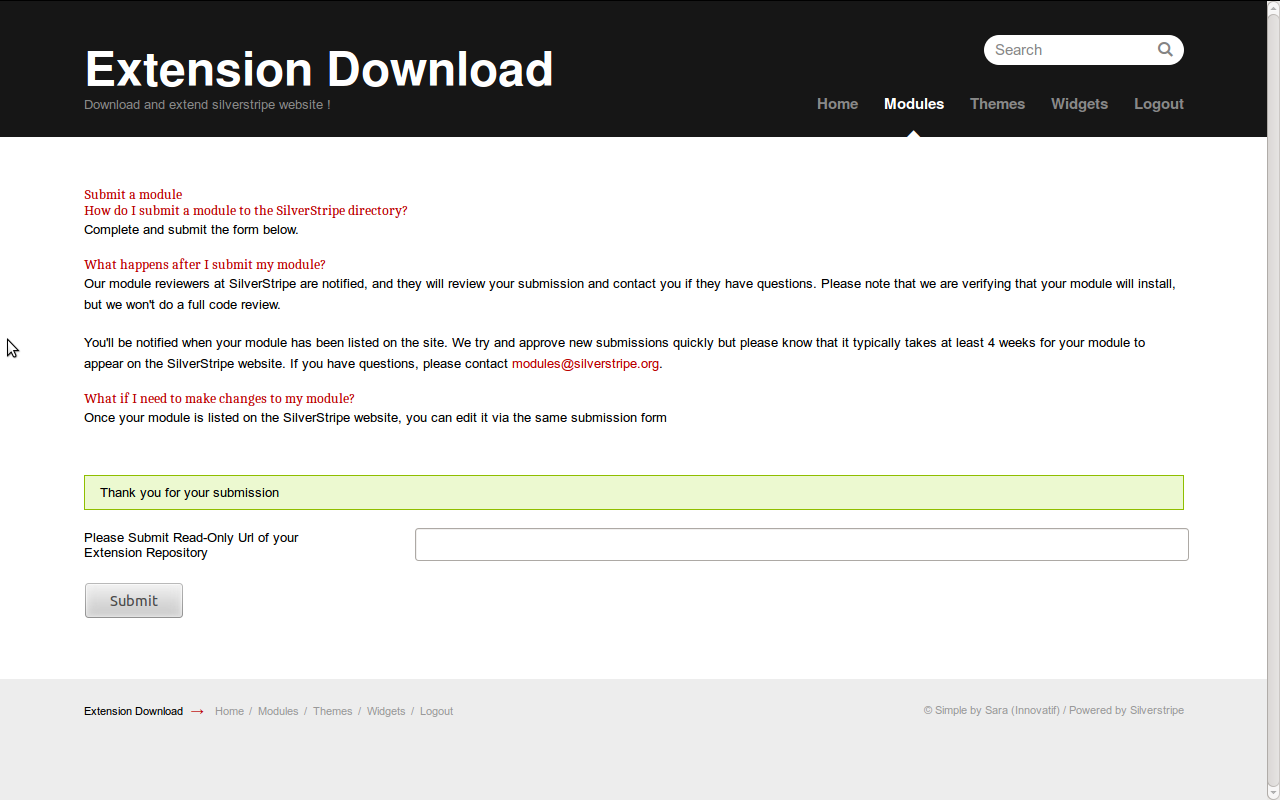 Extension Download
Download and extend silverstripe website !
Search
Home Modules Themes Widgets Logout
Submit a module
How do I submit a module to the SilverStripe directory?
Complete and submit the form below.
What happens after I submit my module?
Our module reviewers at SilverStripe are notified, and they will review your submission and contact you if they have questions. Please note that we are verifying that your module will install,
but we won't do a full code review.
You'll be notified when your module has been listed on the site. We try and approve new submissions quickly but please know that it typically takes at least 4 weeks for your module to
appear on the SilverStripe website. If you have questions, please contact modules@silverstripe.org.
What if I need to make changes to my module?
Once your module is listed on the SilverStripe website, you can edit it via the same submission form
Thank you for your submission
Please Submit Read-Only Url of your
Extension Repository
Submit
Extension Download → Home / Modules / Themes / Widgets / Logout
© Simple by Sara (Innovatif) / Powered by Silverstripe